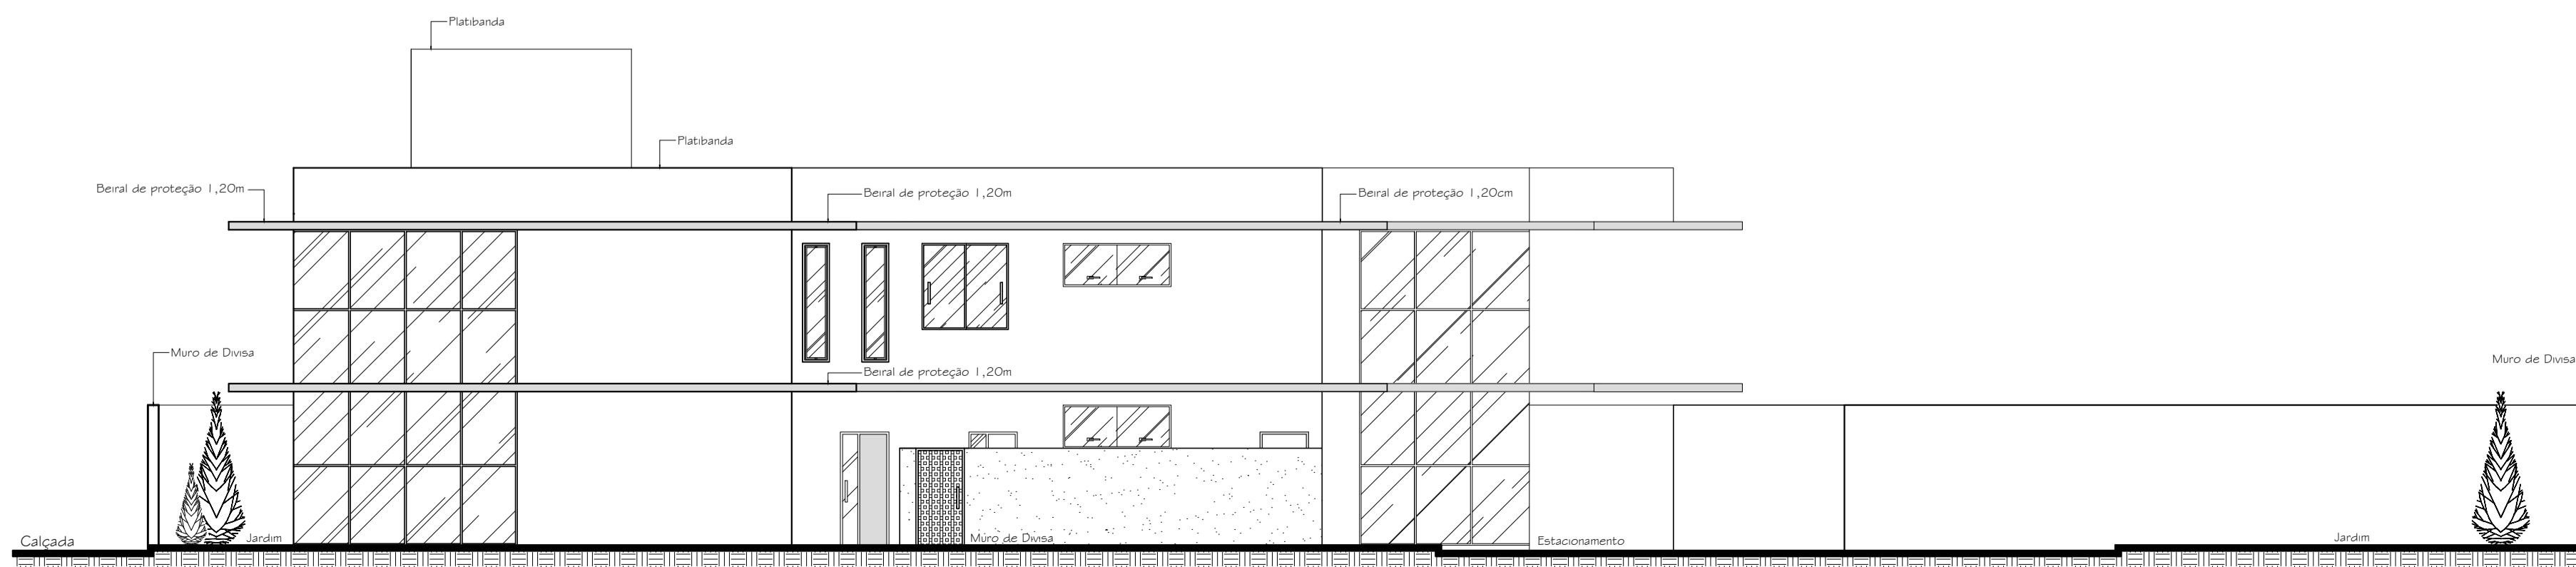 Platibanda
Platibanda
Beiral de proteção 1,20m
Beiral de proteção 1,20m
Beiral de proteção 1,20cm
Muro de Divisa
Muro de Divisa
Beiral de proteção 1,20m
Calçada
Jardim
Muro de Divisa
Estacionamento
Jardim